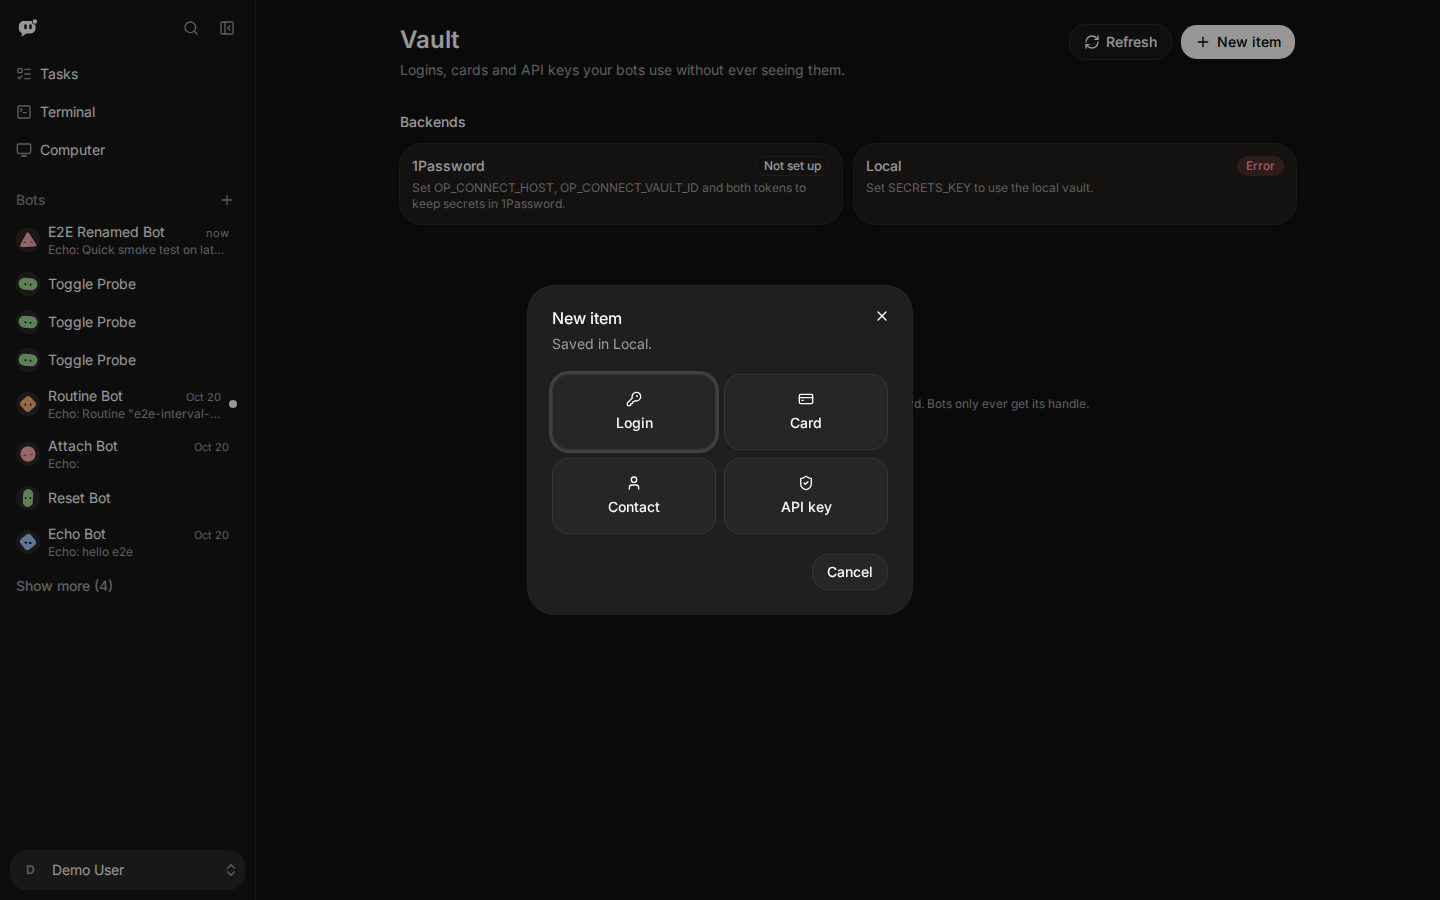 Tasks
Terminal
Computer
Bots
E2E Renamed Bot now
Echo: Quick smoke test on lat...
Toggle Probe
Toggle Probe
Toggle Probe
Routine Bot Oct 20
Echo: Routine "e2e-interval-...
Attach Bot Oct 20
Echo:
Reset Bot
Echo Bot Oct 20
Echo: hello e2e
Show more (4)
D Demo User
Vault
Logins, cards and API keys your bots use without ever seeing them.
Refresh
New item
Backends
1Password Not set up
Set OP_CONNECT_HOST, OP_CONNECT_VAULT_ID and both tokens to
keep secrets in 1Password.
Local Error
Set SECRETS_KEY to use the local vault.
New item
Saved in Local.
Login
Card
Contact
API key
Cancel
Bots only ever get its handle.